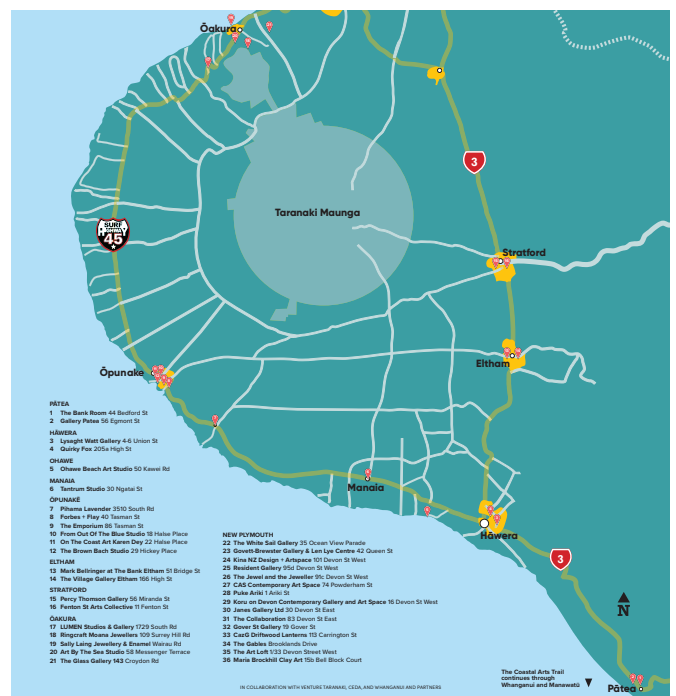 Ōakura
3
Taranaki Maunga
SURF
HIGHWAY
45
Stratford
Eltham
Ōpunake
Manaia
Hāwera
3
N
Pātea
PĀTEA
1 The Bank Room 44 Bedford St
2 Gallery Patea 56 Egmont St
HĀWERA
3 Lysaght Watt Gallery 4-6 Union St
4 Quirky Fox 205a High St
OHAWE
5 Ohawe Beach Art Studio 50 Kawei Rd
MANAIA
6 Tantrum Studio 30 Ngatai St
ŌPUNAKĒ
7 Pihama Lavender 3510 South Rd
8 Forbes + Flay 40 Tasman St
9 The Emporium 86 Tasman St
10 From Out Of The Blue Studio 18 Halse Place
11 On The Coast Art Karen Dey 22 Halse Place
12 The Brown Bach Studio 29 Hickey Place
ELTHAM
13 Mark Bellringer at The Bank Eltham 51 Bridge St
14 The Village Gallery Eltham 166 High St
STRATFORD
15 Percy Thomson Gallery 56 Miranda St
16 Fenton St Arts Collective 11 Fenton St
ŌAKURA
17 LUMEN Studios & Gallery 1729 South Rd
18 Ringcraft Moana Jewellers 109 Surrey Hill Rd
19 Sally Laing Jewellery & Enamel Wairau Rd
20 Art By The Sea Studio 58 Messenger Terrace
21 The Glass Gallery 143 Croydon Rd
NEW PLYMOUTH
22 The White Sail Gallery 35 Ocean View Parade
23 Govett-Brewster Gallery & Len Lye Centre 42 Queen St
24 Kina NZ Design + Artspace 101 Devon St West
25 Resident Gallery 95d Devon St West
26 The Jewel and the Jeweller 91c Devon St West
27 CAS Contemporary Art Space 74 Powderham St
28 Puke Ariki 1 Ariki St
29 Koru on Devon Contemporary Gallery and Art Space 16 Devon St West
30 Janes Gallery Ltd 30 Devon St East
31 The Collaboration 83 Devon St East
32 Gover St Gallery 19 Gover St
33 CazG Driftwood Lanterns 113 Carrington St
34 The Gables Brooklands Drive
35 The Art Loft 1/33 Devon Street West
36 Maria Brockhill Clay Art 15b Bell Block Court
The Coastal Arts Trail
continues through
Whanganui and Manawatū
IN COLLABORATION WITH VENTURE TARANAKI, CEDA, AND WHANGANUI AND PARTNERS